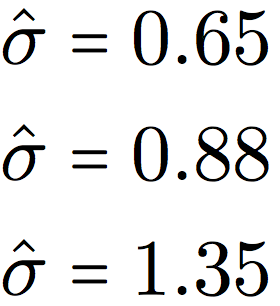 σ̂ = 0.65
σ̂ = 0.88
σ̂ = 1.35